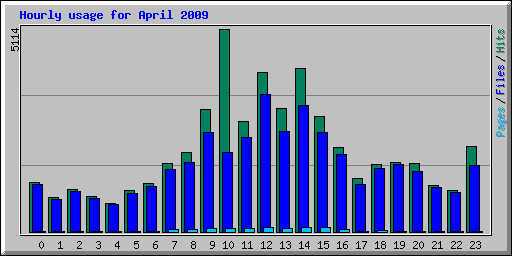 Hourly usage for April 2009
5114
Pages/Files/Hits
0 1 2 3 4 5 6 7 8 9 10 11 12 13 14 15 16 17 18 19 20 21 22 23